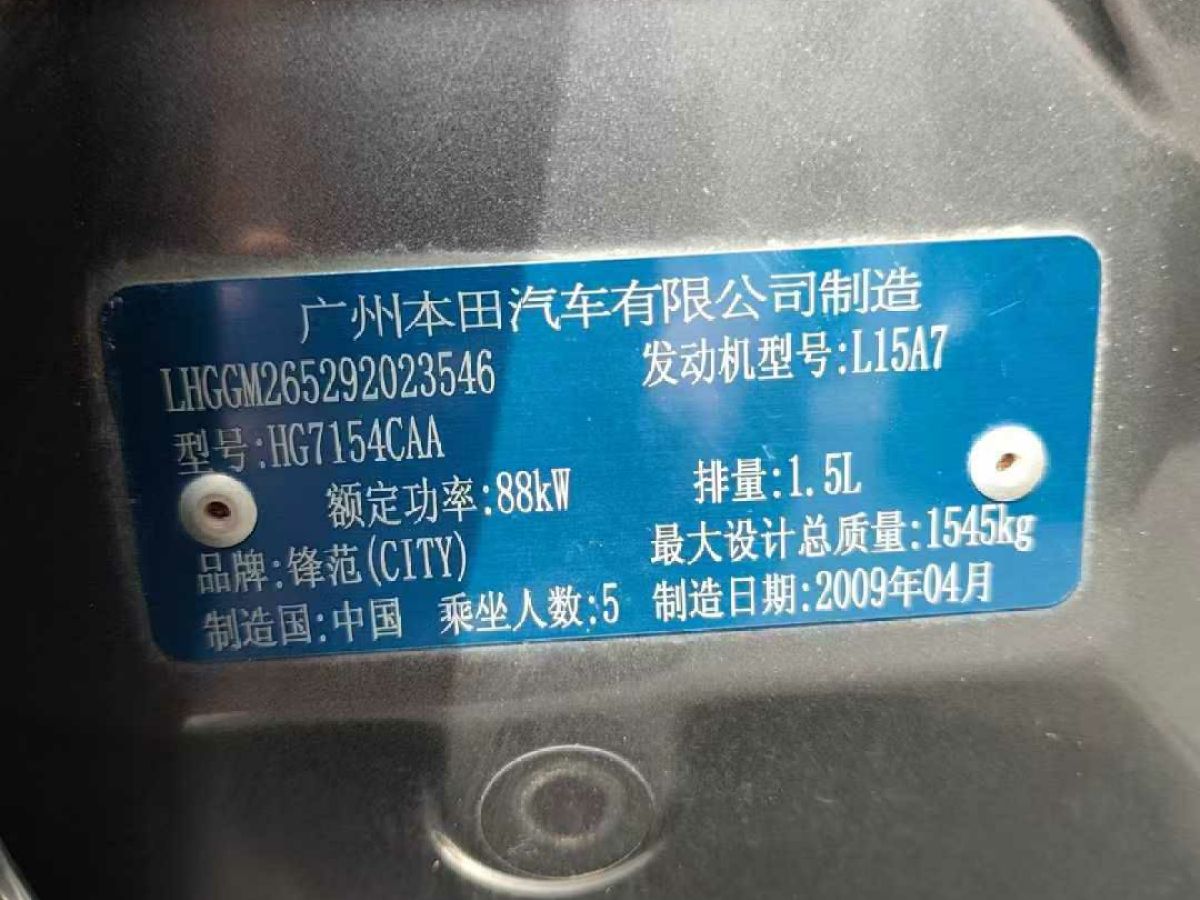 广州本田汽车有限公司制造
LHGGM265292023546 发动机型号:L15A7
型号:HG7154CAA
额定功率:88kW 排量:1.5L
品牌:锋范(CITY) 最大设计总质量:1545kg
制造国:中国 乘坐人数:5 制造日期:2009年04月